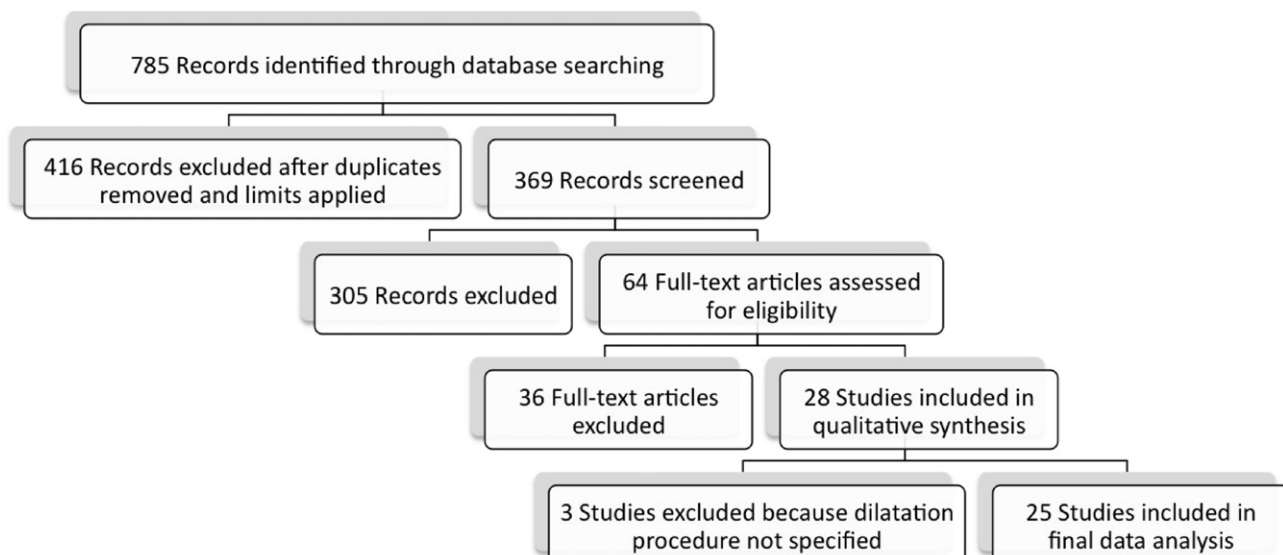 785 Records identified through database searching
416 Records excluded after duplicates
removed and limits applied
369 Records screened
305 Records excluded
64 Full-text articles assessed
for eligibility
36 Full-text articles
excluded
28 Studies included in
qualitative synthesis
3 Studies excluded because dilatation
procedure not specified
25 Studies included in
final data analysis